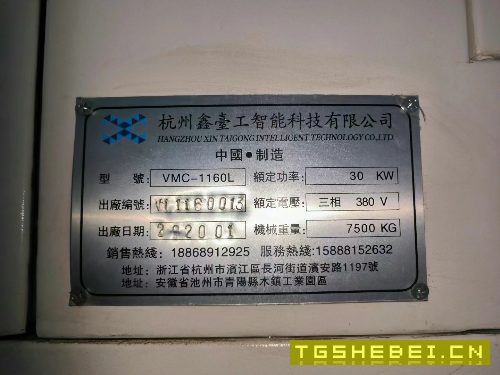 杭州鑫臺工智能科技有限公司
HANGZHOU XIN TAIGONG INTELLIGENT TECHNOLOGY CO.,LTD.
中國·制造
型 號: VMC-1160L 額定功率: 30 KW
出廠編號: VL1160013 額定電壓: 三相 380 V
出廠日期: 202001 機械重量: 7500 KG
銷售熱綫: 18868912925 服務熱綫: 15888152632
地址: 浙江省杭州市濱江區長河街道濱安路1197號
地址: 安徽省池州市青陽縣木鎮工業園區
TGSHEBEI.CN